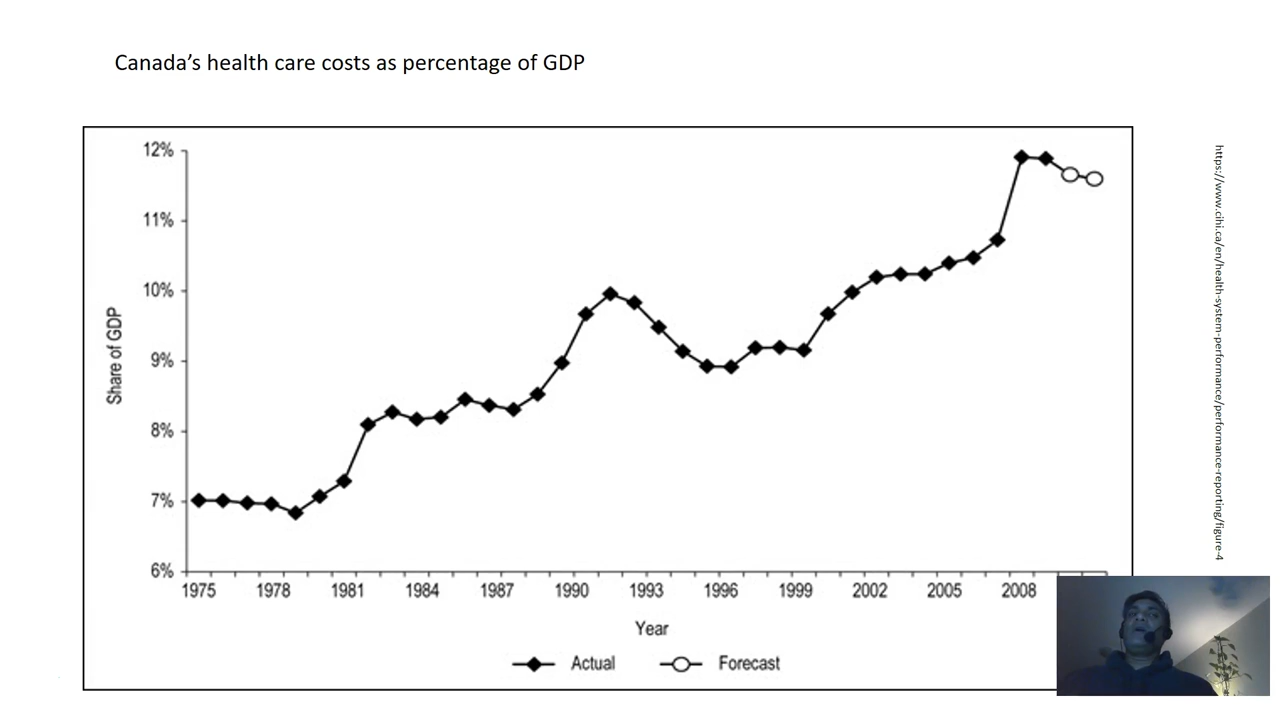 Canada’s health care costs as percentage of GDP
12%
11%
10%
9%
8%
7%
6%
Share of GDP
1975 1978 1981 1984 1987 1990 1993 1996 1999 2002 2005 2008
Year
Actual Forecast
https://www.cihi.ca/en/health-system-performance/performance-reporting/figure-4